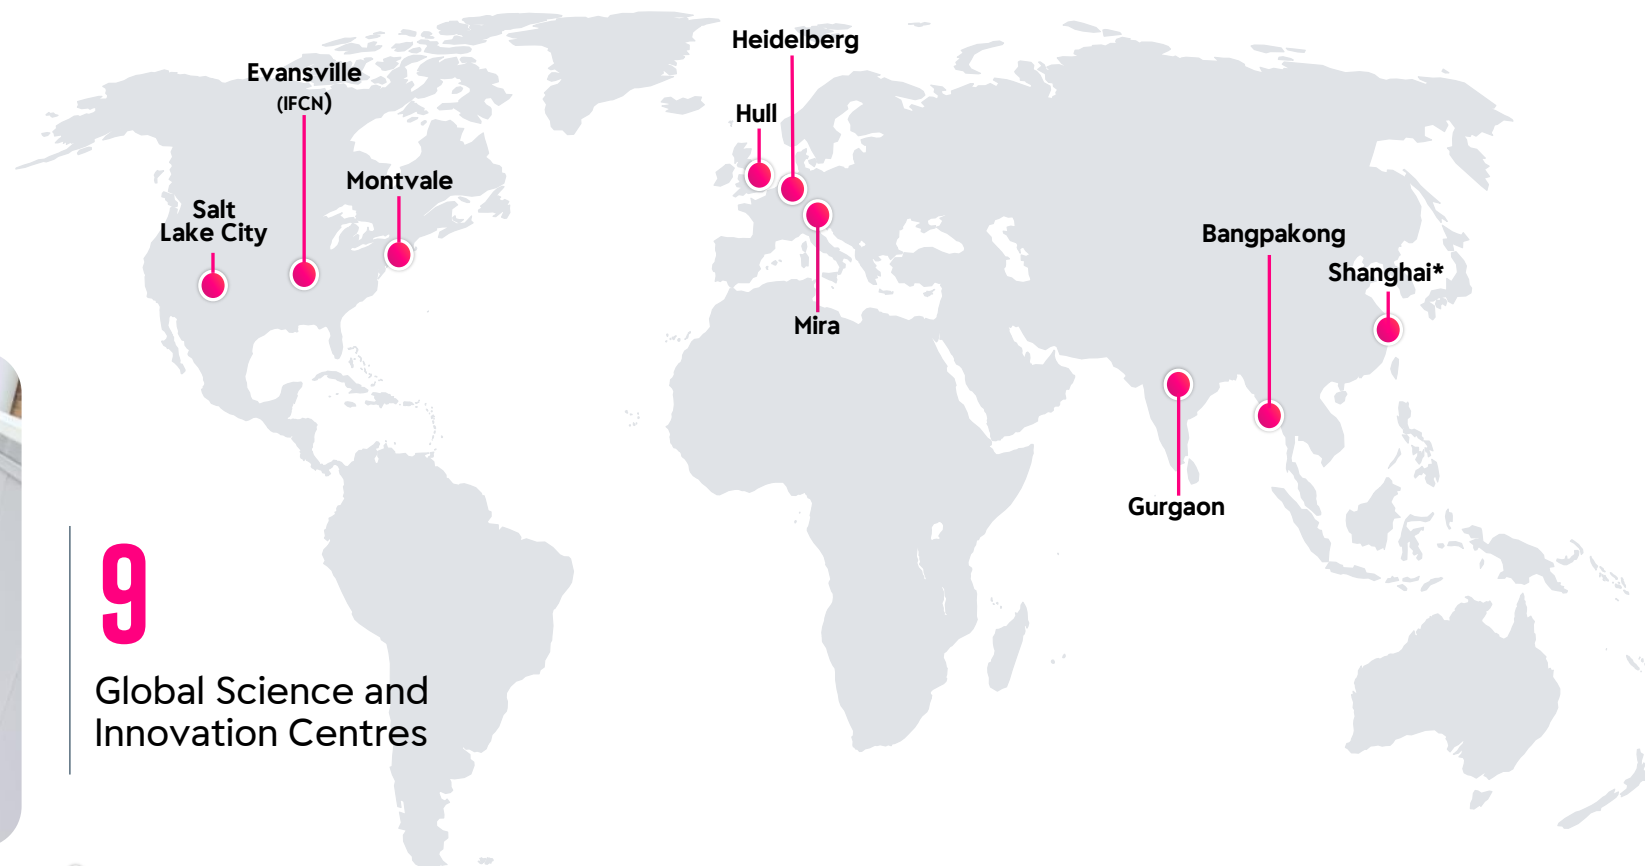 Heidelberg
Evansville
(IFCN)
Hull
Montvale
Salt
Lake City
Bangpakong
Shanghai*
Mira
Gurgaon
9
Global Science and
Innovation Centres